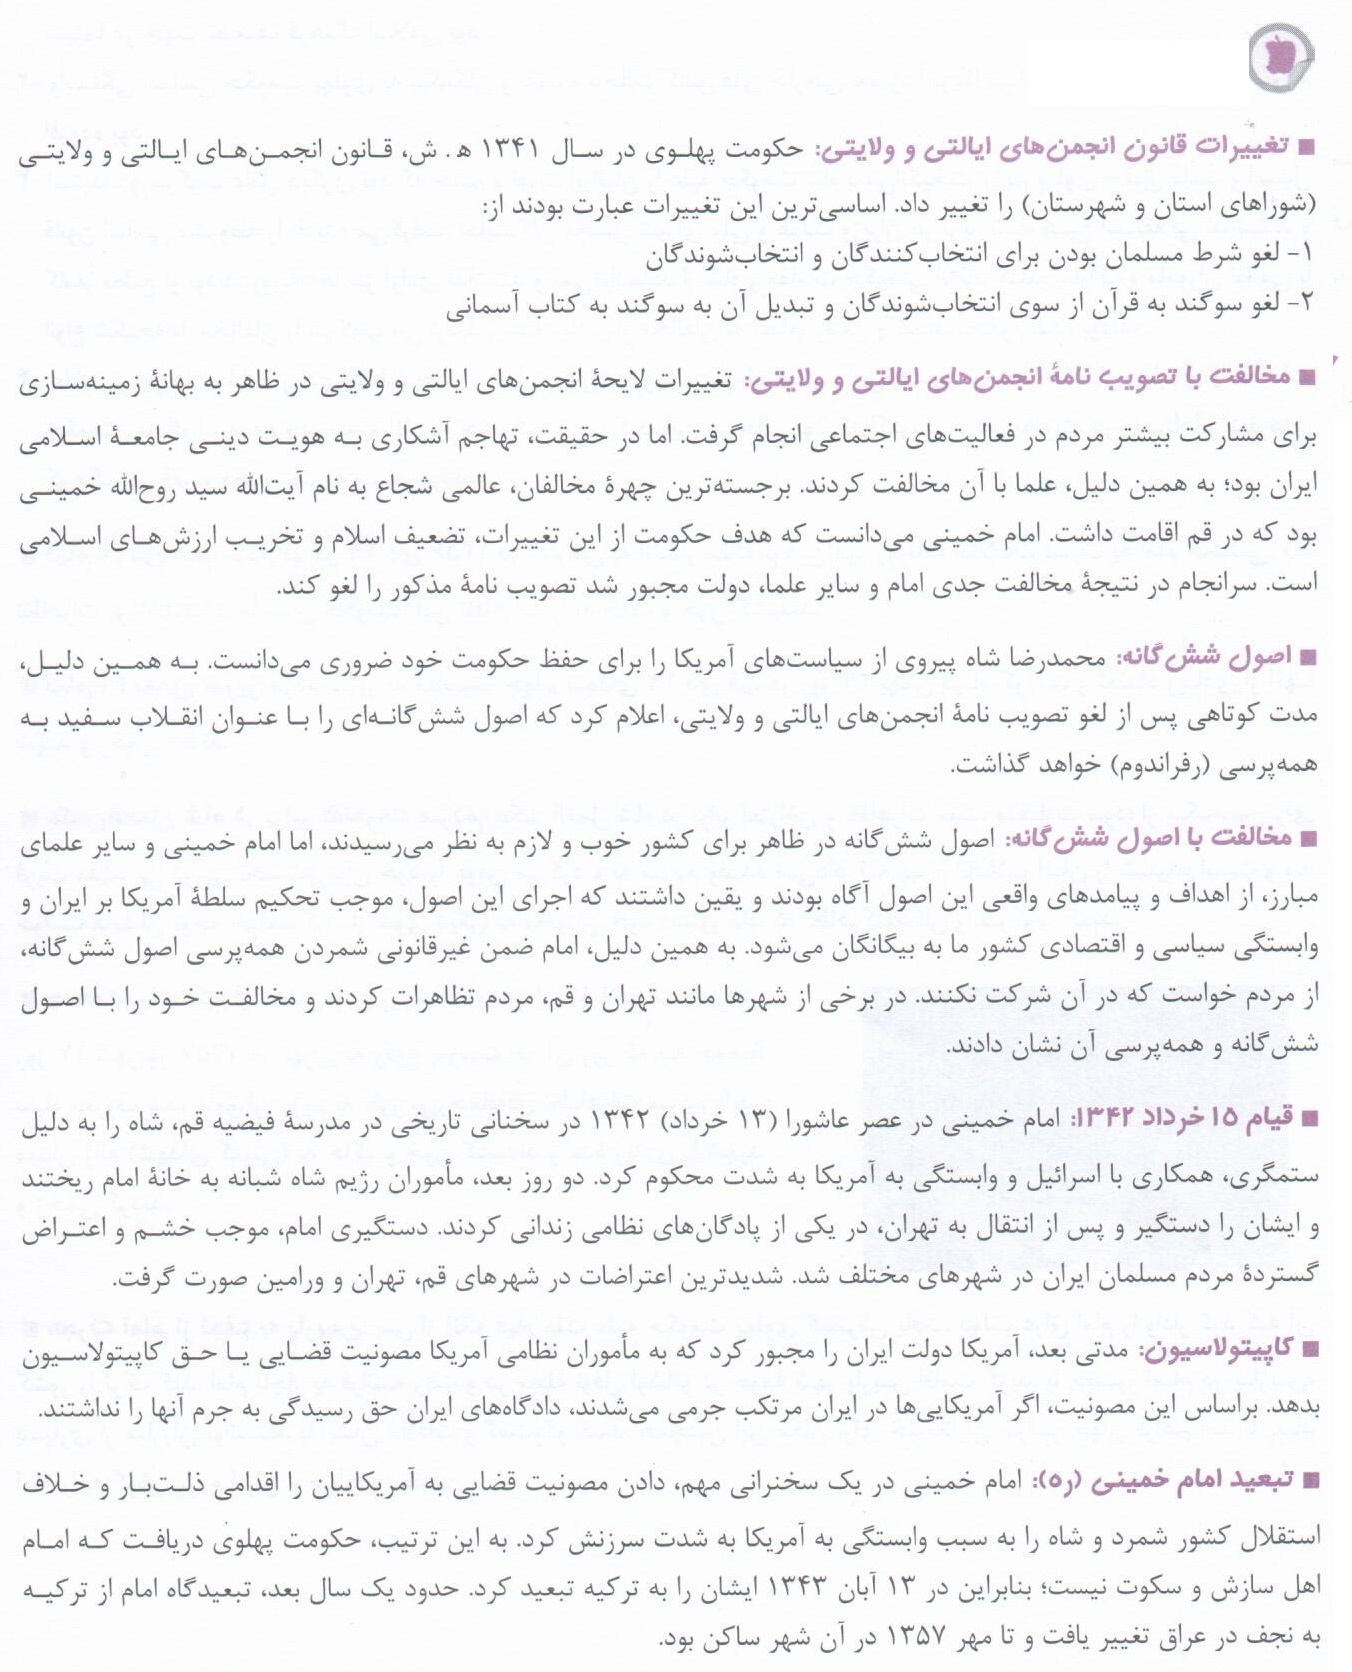 ■ تغییرات قانون انجمن‌های ایالتی و ولایتی: حکومت پهلوی در سال ۱۳۴۱ ه‍. ش، قانون انجمن‌های ایالتی و ولایتی
(شوراهای استان و شهرستان) را تغییر داد. اساسی‌ترین این تغییرات عبارت بودند از:
۱- لغو شرط مسلمان بودن برای انتخاب‌کنندگان و انتخاب‌شوندگان
۲- لغو سوگند به قرآن از سوی انتخاب‌شوندگان و تبدیل آن به سوگند به کتاب آسمانی
■ مخالفت با تصویب نامهٔ انجمن‌های ایالتی و ولایتی: تغییرات لایحهٔ انجمن‌های ایالتی و ولایتی در ظاهر به بهانهٔ زمینه‌سازی
برای مشارکت بیشتر مردم در فعالیت‌های اجتماعی انجام گرفت. اما در حقیقت، تهاجم آشکاری به هویت دینی جامعهٔ اسلامی
ایران بود؛ به همین دلیل، علما با آن مخالفت کردند. برجسته‌ترین چهرهٔ مخالفان، عالمی شجاع به نام آیت‌الله سید روح‌الله خمینی
بود که در قم اقامت داشت. امام خمینی می‌دانست که هدف حکومت از این تغییرات، تضعیف اسلام و تخریب ارزش‌های اسلامی
است. سرانجام در نتیجهٔ مخالفت جدی امام و سایر علما، دولت مجبور شد تصویب نامهٔ مذکور را لغو کند.
■ اصول شش‌گانه: محمدرضا شاه پیروی از سیاست‌های آمریکا را برای حفظ حکومت خود ضروری می‌دانست. به همین دلیل،
مدت کوتاهی پس از لغو تصویب نامهٔ انجمن‌های ایالتی و ولایتی، اعلام کرد که اصول شش‌گانه‌ای را با عنوان انقلاب سفید به
همه‌پرسی (رفراندوم) خواهد گذاشت.
■ مخالفت با اصول شش‌گانه: اصول شش‌گانه در ظاهر برای کشور خوب و لازم به نظر می‌رسیدند، اما امام خمینی و سایر علمای
مبارز، از اهداف و پیامدهای واقعی این اصول آگاه بودند و یقین داشتند که اجرای این اصول، موجب تحکیم سلطهٔ آمریکا بر ایران و
وابستگی سیاسی و اقتصادی کشور ما به بیگانگان می‌شود. به همین دلیل، امام ضمن غیرقانونی شمردن همه‌پرسی اصول شش‌گانه،
از مردم خواست که در آن شرکت نکنند. در برخی از شهرها مانند تهران و قم، مردم تظاهرات کردند و مخالفت خود را با اصول
شش‌گانه و همه‌پرسی آن نشان دادند.
■ قیام ۱۵ خرداد ۱۳۴۲: امام خمینی در عصر عاشورا (۱۳ خرداد) ۱۳۴۲ در سخنانی تاریخی در مدرسهٔ فیضیه قم، شاه را به دلیل
ستمگری، همکاری با اسرائیل و وابستگی به آمریکا به شدت محکوم کرد. دو روز بعد، مأموران رژیم شاه شبانه به خانهٔ امام ریختند
و ایشان را دستگیر و پس از انتقال به تهران، در یکی از پادگان‌های نظامی زندانی کردند. دستگیری امام، موجب خشم و اعتراض
گستردهٔ مردم مسلمان ایران در شهرهای مختلف شد. شدیدترین اعتراضات در شهرهای قم، تهران و ورامین صورت گرفت.
■ کاپیتولاسیون: مدتی بعد، آمریکا دولت ایران را مجبور کرد که به مأموران نظامی آمریکا مصونیت قضایی یا حق کاپیتولاسیون
بدهد. براساس این مصونیت، اگر آمریکایی‌ها در ایران مرتکب جرمی می‌شدند، دادگاه‌های ایران حق رسیدگی به جرم آنها را نداشتند.
■ تبعید امام خمینی (ره): امام خمینی در یک سخنرانی مهم، دادن مصونیت قضایی به آمریکاییان را اقدامی ذلت‌بار و خلاف
استقلال کشور شمرد و شاه را به سبب وابستگی به آمریکا به شدت سرزنش کرد. به این ترتیب، حکومت پهلوی دریافت که امام
اهل سازش و سکوت نیست؛ بنابراین در ۱۳ آبان ۱۳۴۳ ایشان را به ترکیه تبعید کرد. حدود یک سال بعد، تبعیدگاه امام از ترکیه
به نجف در عراق تغییر یافت و تا مهر ۱۳۵۷ در آن شهر ساکن بود.